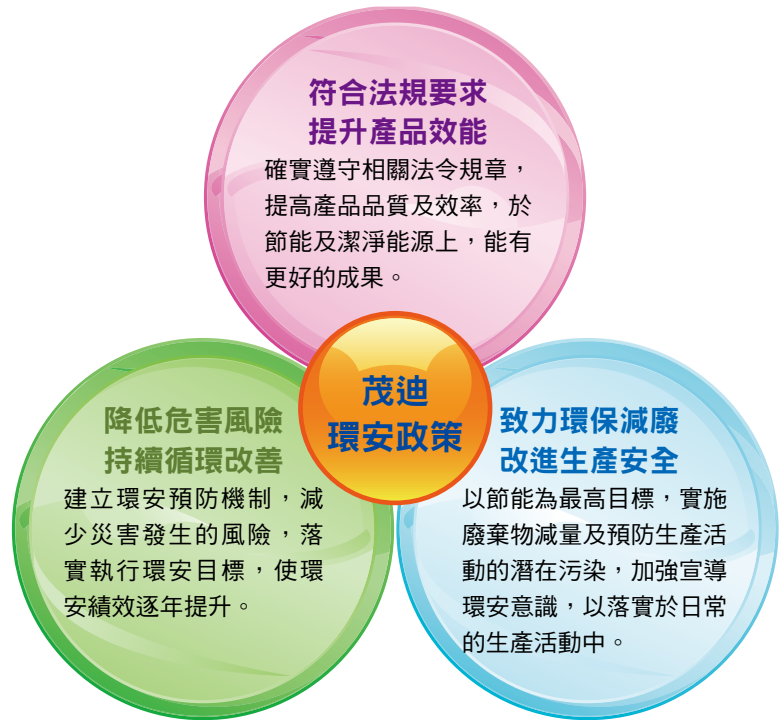 符合法規要求
提升產品效能
確實遵守相關法令規章，
提高產品品質及效率，於
節能及潔淨能源上，能有
更好的成果。
茂迪
環安政策
降低危害風險
持續循環改善
建立環安預防機制，減
少災害發生的風險，落
實執行環安目標，使環
安績效逐年提升。
致力環保減廢
改進生產安全
以節能為最高目標，實施
廢棄物減量及預防生產活
動的潛在污染，加強宣導
環安意識，以落實於日常
的生產活動中。